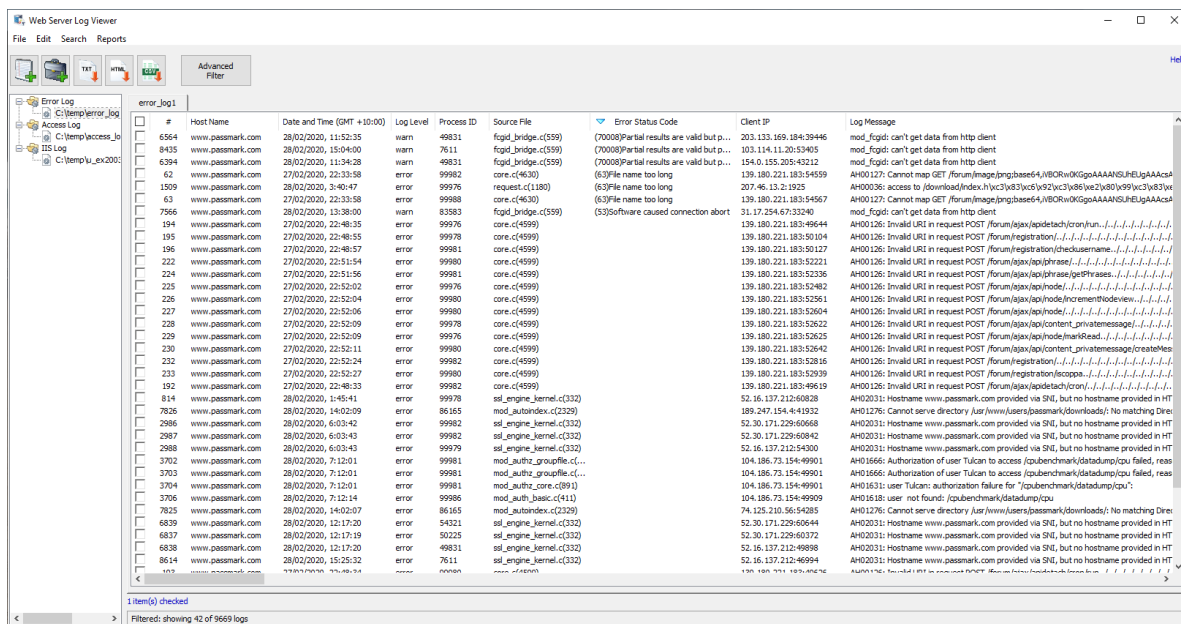 Web Server Log Viewer
File Edit Search Reports
TXT HTML CSV Advanced Filter
Error Log
C:\temp\error_log
Access Log
C:\temp\access_lo
IIS Log
C:\temp\u_ex200:
error_log1
# Host Name Date and Time (GMT +10:00) Log Level Process ID Source File Error Status Code Client IP Log Message
6564 www.passmark.com 28/02/2020, 11:52:35 warn 49831 fcgid_bridge.c(559) (70008)Partial results are valid but p... 203.133.169.184:39446 mod_fcgid: can't get data from http client
8435 www.passmark.com 28/02/2020, 15:04:00 warn 7611 fcgid_bridge.c(559) (70008)Partial results are valid but p... 103.114.11.20:53405 mod_fcgid: can't get data from http client
6394 www.passmark.com 28/02/2020, 11:34:28 warn 49831 fcgid_bridge.c(559) (70008)Partial results are valid but p... 154.0.155.205:43212 mod_fcgid: can't get data from http client
62 www.passmark.com 27/02/2020, 22:33:58 error 99982 core.c(4630) (63)File name too long 139.180.221.183:54559 AH00127: Cannot map GET /forum/image/png;base64,iVBORw0KGgoAAAANSUhEUgAAAcsA
1509 www.passmark.com 28/02/2020, 3:40:47 error 99976 request.c(1180) (63)File name too long 207.46.13.2:1925 AH00036: access to /download/index.h\xc3\x83\xc6\x92\xc3\x86\xe2\x80\x99\xc3\x83\xe
63 www.passmark.com 27/02/2020, 22:33:58 error 99988 core.c(4630) (63)File name too long 139.180.221.183:54567 AH00127: Cannot map GET /forum/image/png;base64,iVBORw0KGgoAAAANSUhEUgAAAcsA
7566 www.passmark.com 28/02/2020, 13:38:00 warn 83583 fcgid_bridge.c(559) (53)Software caused connection abort 31.17.254.67:33240 mod_fcgid: can't get data from http client
194 www.passmark.com 27/02/2020, 22:48:35 error 99976 core.c(4599) 139.180.221.183:49644 AH00126: Invalid URI in request POST /forum/ajax/apidetach/cron/run../../../../../../../.
195 www.passmark.com 27/02/2020, 22:48:55 error 99978 core.c(4599) 139.180.221.183:50104 AH00126: Invalid URI in request POST /forum/registration/../../../../../../../../../
196 www.passmark.com 27/02/2020, 22:48:57 error 99981 core.c(4599) 139.180.221.183:50127 AH00126: Invalid URI in request POST /forum/registration/checkusername../../../../../
222 www.passmark.com 27/02/2020, 22:51:54 error 99980 core.c(4599) 139.180.221.183:52221 AH00126: Invalid URI in request POST /forum/ajax/api/phrase/../../../../../../../../
224 www.passmark.com 27/02/2020, 22:51:56 error 99981 core.c(4599) 139.180.221.183:52336 AH00126: Invalid URI in request POST /forum/ajax/api/phrase/getPhrases../../../../../
225 www.passmark.com 27/02/2020, 22:52:02 error 99976 core.c(4599) 139.180.221.183:52482 AH00126: Invalid URI in request POST /forum/ajax/api/node/../../../../../../../../
226 www.passmark.com 27/02/2020, 22:52:04 error 99980 core.c(4599) 139.180.221.183:52561 AH00126: Invalid URI in request POST /forum/ajax/api/node/incrementNodeview../../../.
227 www.passmark.com 27/02/2020, 22:52:06 error 99980 core.c(4599) 139.180.221.183:52604 AH00126: Invalid URI in request POST /forum/ajax/api/node/../../../../../../../../
228 www.passmark.com 27/02/2020, 22:52:09 error 99978 core.c(4599) 139.180.221.183:52622 AH00126: Invalid URI in request POST /forum/ajax/api/content_privatemessage/../../../
229 www.passmark.com 27/02/2020, 22:52:09 error 99976 core.c(4599) 139.180.221.183:52625 AH00126: Invalid URI in request POST /forum/ajax/api/node/markRead../../../../../../
230 www.passmark.com 27/02/2020, 22:52:11 error 99980 core.c(4599) 139.180.221.183:52642 AH00126: Invalid URI in request POST /forum/ajax/api/content_privatemessage/createMes
232 www.passmark.com 27/02/2020, 22:52:24 error 99982 core.c(4599) 139.180.221.183:52816 AH00126: Invalid URI in request POST /forum/registration/../../../../../../../../../
233 www.passmark.com 27/02/2020, 22:52:27 error 99980 core.c(4599) 139.180.221.183:52939 AH00126: Invalid URI in request POST /forum/registration/iscoppa../../../../../../../
192 www.passmark.com 27/02/2020, 22:48:33 error 99982 core.c(4599) 139.180.221.183:49619 AH00126: Invalid URI in request POST /forum/ajax/apidetach/cron/../../../../../../../
814 www.passmark.com 28/02/2020, 1:45:41 error 99978 ssl_engine_kernel.c(332) 52.16.137.212:60828 AH02031: Hostname www.passmark.com provided via SNI, but no hostname provided in HT
7826 www.passmark.com 28/02/2020, 14:02:09 error 86165 mod_autoindex.c(2329) 189.247.154.4:41932 AH01276: Cannot serve directory /usr/www/users/passmark/downloads/: No matching Direc
2986 www.passmark.com 28/02/2020, 6:03:42 error 99982 ssl_engine_kernel.c(332) 52.30.171.229:60668 AH02031: Hostname www.passmark.com provided via SNI, but no hostname provided in HT
2987 www.passmark.com 28/02/2020, 6:03:43 error 99982 ssl_engine_kernel.c(332) 52.30.171.229:60842 AH02031: Hostname www.passmark.com provided via SNI, but no hostname provided in HT
2988 www.passmark.com 28/02/2020, 6:03:43 error 99979 ssl_engine_kernel.c(332) 52.16.137.212:54300 AH02031: Hostname www.passmark.com provided via SNI, but no hostname provided in HT
3702 www.passmark.com 28/02/2020, 7:12:01 error 99981 mod_authz_groupfile.c(... 104.186.73.154:49901 AH01666: Authorization of user Tulcan to access /cpubenchmark/datadump/cpu failed, reas
3703 www.passmark.com 28/02/2020, 7:12:01 error 99981 mod_authz_groupfile.c(... 104.186.73.154:49901 AH01666: Authorization of user Tulcan to access /cpubenchmark/datadump/cpu failed, reas
3704 www.passmark.com 28/02/2020, 7:12:01 error 99981 mod_authz_core.c(891) 104.186.73.154:49901 AH01631: user Tulcan: authorization failure for "/cpubenchmark/datadump/cpu":
3706 www.passmark.com 28/02/2020, 7:12:14 error 99986 mod_auth_basic.c(411) 104.186.73.154:49909 AH01618: user not found: /cpubenchmark/datadump/cpu
7825 www.passmark.com 28/02/2020, 14:02:07 error 86165 mod_autoindex.c(2329) 74.125.210.56:54285 AH01276: Cannot serve directory /usr/www/users/passmark/downloads/: No matching Direc
6839 www.passmark.com 28/02/2020, 12:17:20 error 54321 ssl_engine_kernel.c(332) 52.30.171.229:60644 AH02031: Hostname www.passmark.com provided via SNI, but no hostname provided in HT
6837 www.passmark.com 28/02/2020, 12:17:19 error 50225 ssl_engine_kernel.c(332) 52.30.171.229:60372 AH02031: Hostname www.passmark.com provided via SNI, but no hostname provided in HT
6838 www.passmark.com 28/02/2020, 12:17:20 error 49831 ssl_engine_kernel.c(332) 52.16.137.212:49898 AH02031: Hostname www.passmark.com provided via SNI, but no hostname provided in HT
8614 www.passmark.com 28/02/2020, 15:25:32 error 7611 ssl_engine_kernel.c(332) 52.16.137.212:46994 AH02031: Hostname www.passmark.com provided via SNI, but no hostname provided in HT
1 item(s) checked
Filtered: showing 42 of 9669 logs